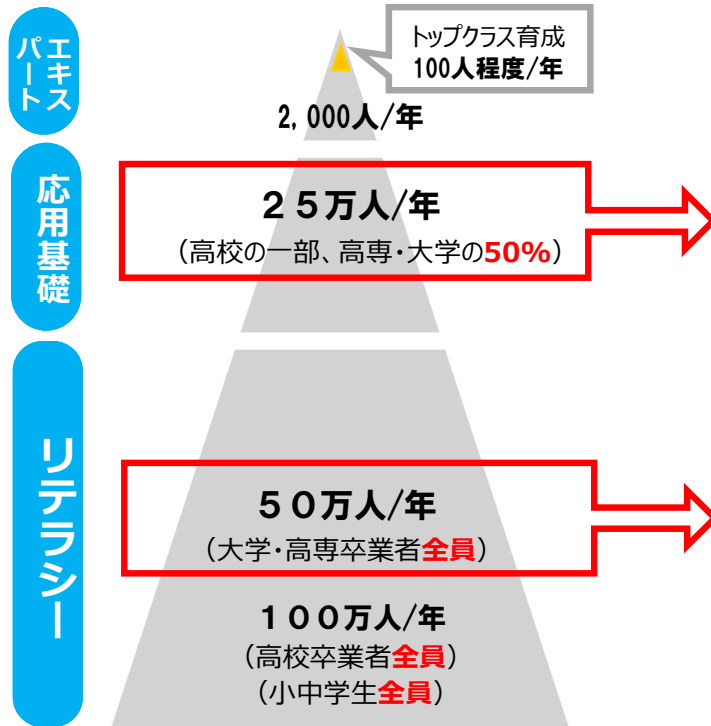 エキスパート
トップクラス育成
100人程度/年
2,000人/年
応用基礎
２５万人/年
（高校の一部、高専・大学の50%）
リテラシー
５０万人/年
（大学・高専卒業者全員）
１００万人/年
（高校卒業者全員）
（小中学生全員）